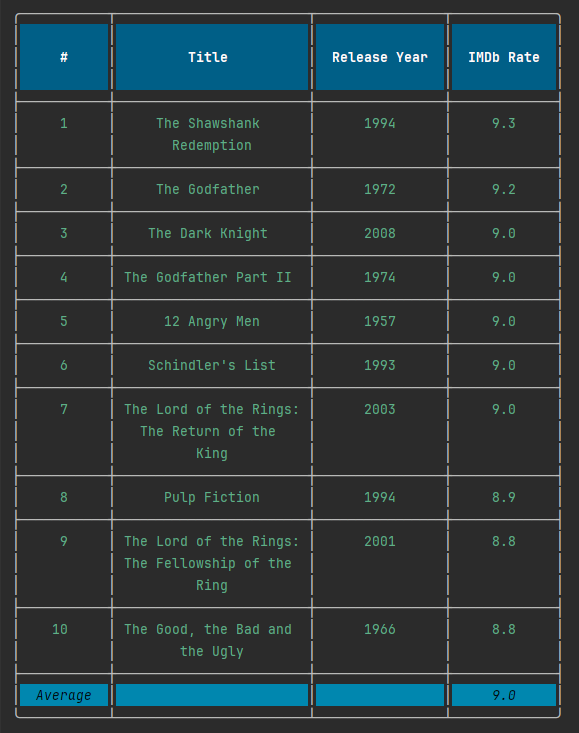 # Title Release Year IMDb Rate
1 The Shawshank 1994 9.3
Redemption
2 The Godfather 1972 9.2
3 The Dark Knight 2008 9.0
4 The Godfather Part II 1974 9.0
5 12 Angry Men 1957 9.0
6 Schindler's List 1993 9.0
7 The Lord of the Rings: 2003 9.0
The Return of the
King
8 Pulp Fiction 1994 8.9
9 The Lord of the Rings: 2001 8.8
The Fellowship of the
Ring
10 The Good, the Bad and 1966 8.8
the Ugly
Average 9.0